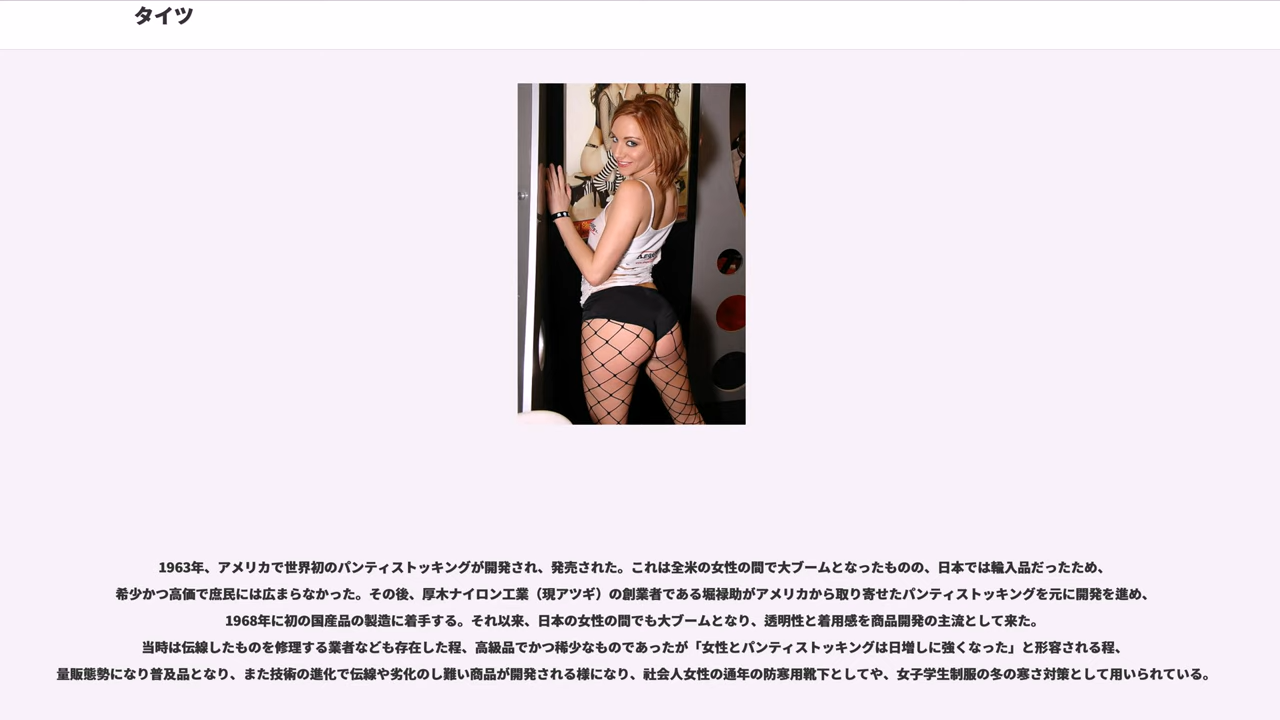 タイツ
1963年、アメリカで世界初のパンティストッキングが開発され、発売された。これは全米の女性の間で大ブームとなったものの、日本では輸入品だったため、
希少かつ高価で庶民には広まらなかった。その後、厚木ナイロン工業（現アツギ）の創業者である堀禄助がアメリカから取り寄せたパンティストッキングを元に開発を進め、
1968年に初の国産品の製造に着手する。それ以来、日本の女性の間でも大ブームとなり、透明性と着用感を商品開発の主流として来た。
当時は伝線したものを修理する業者なども存在した程、高級品でかつ稀少なものであったが「女性とパンティストッキングは日増しに強くなった」と形容される程、
量販態勢になり普及品となり、また技術の進化で伝線や劣化のし難い商品が開発される様になり、社会人女性の通年の防寒用靴下としてや、女子学生制服の冬の寒さ対策として用いられている。